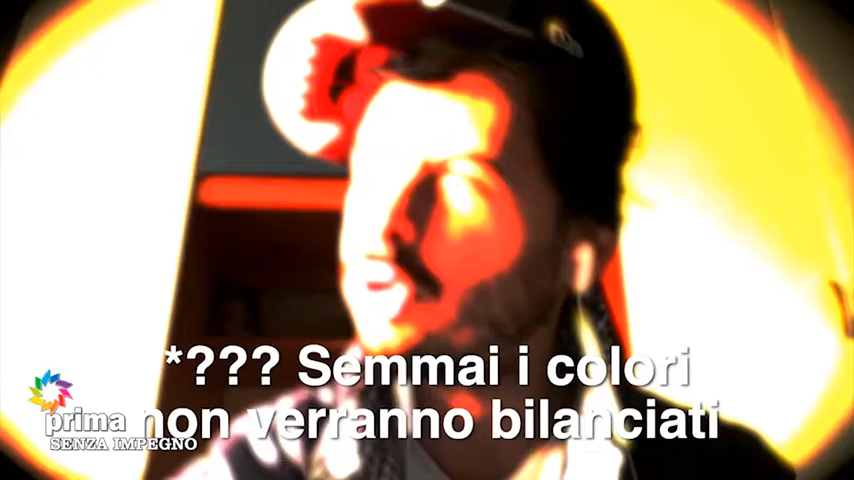 *??? Semmai i colori
non verranno bilanciati
prima
SENZA IMPEGNO